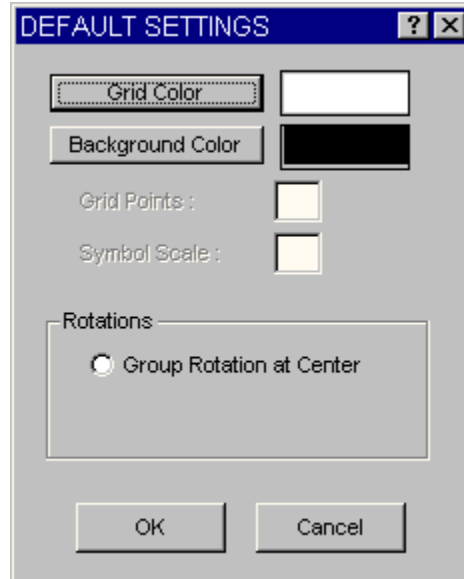 DEFAULT SETTINGS
Grid Color
Background Color
Grid Points :
Symbol Scale :
Rotations
Group Rotation at Center
OK Cancel